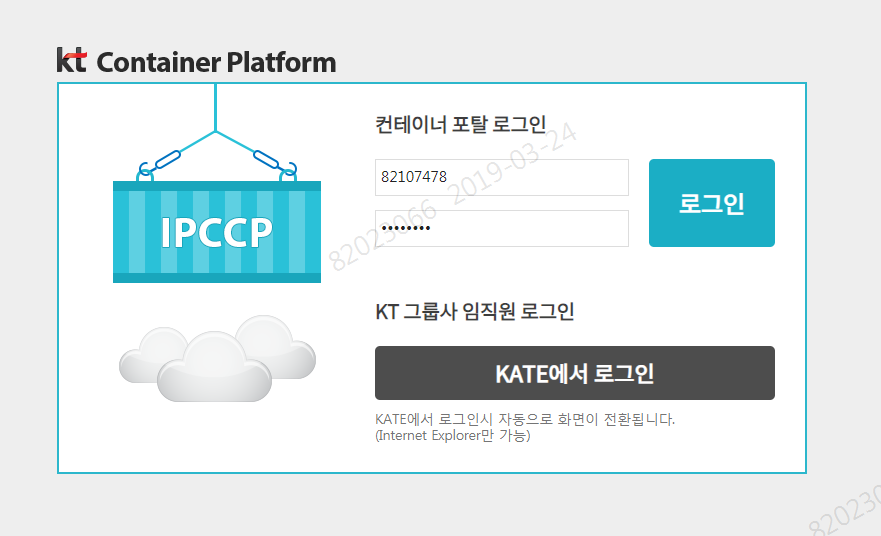 kt Container Platform
컨테이너 포탈 로그인
82107478
••••••••
로그인
IPCCP
KT 그룹사 임직원 로그인
KATE에서 로그인
KATE에서 로그인시 자동으로 화면이 전환됩니다.
(Internet Explorer만 가능)
82023066 2019-03-24
820230